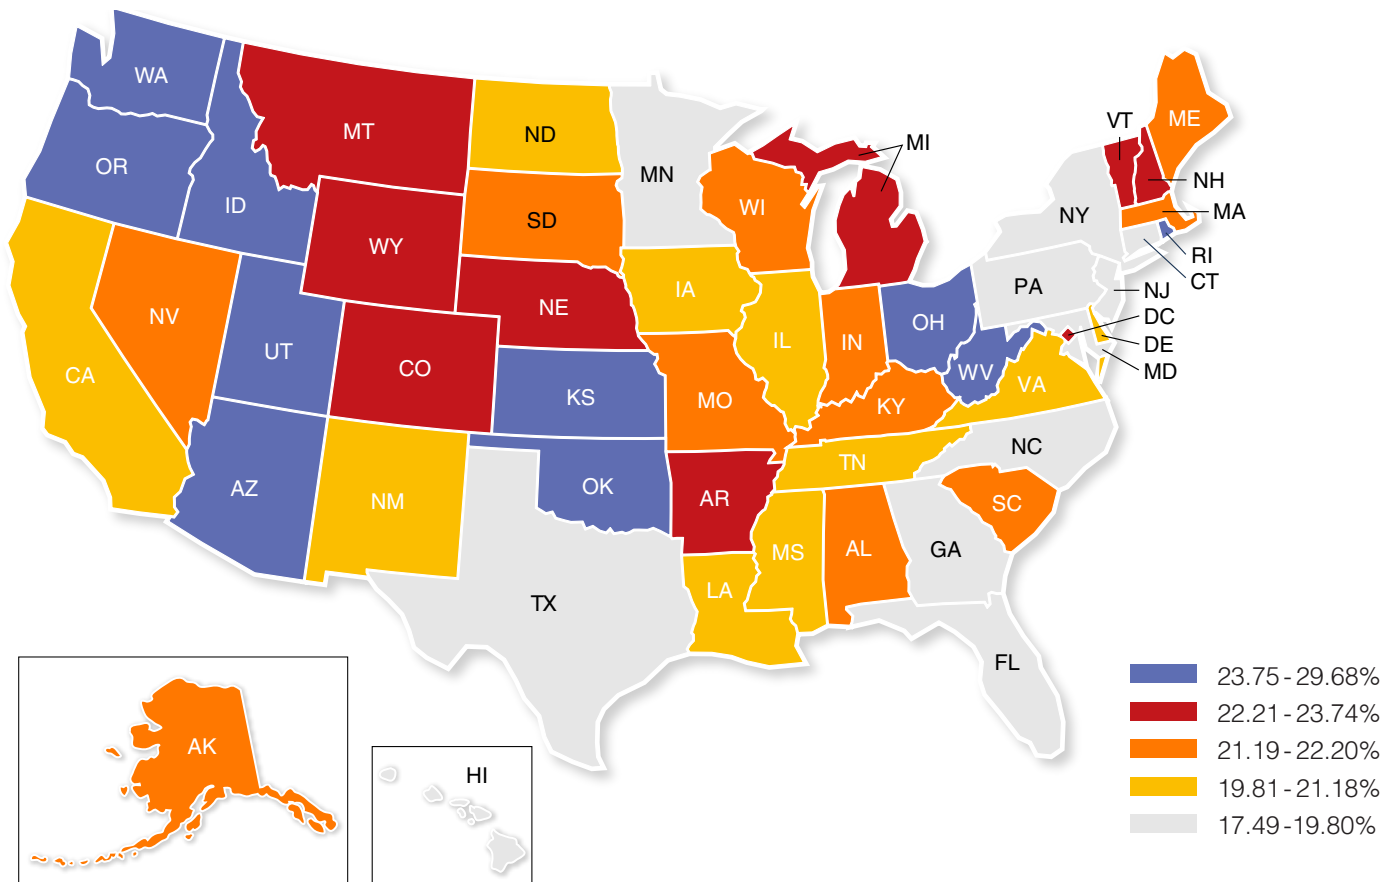 WA
MT
ND
MN
MI
VT
ME
OR
ID
SD
WI
NY
NH
MA
WY
RI
CT
NV
NE
IA
PA
NJ
DC
DE
MD
UT
CO
IL
IN
OH
WV
VA
CA
KS
MO
KY
AZ
NM
OK
AR
TN
NC
SC
MS
AL
GA
LA
TX
FL
AK
HI
23.75 - 29.68%
22.21 - 23.74%
21.19 - 22.20%
19.81 - 21.18%
17.49 - 19.80%